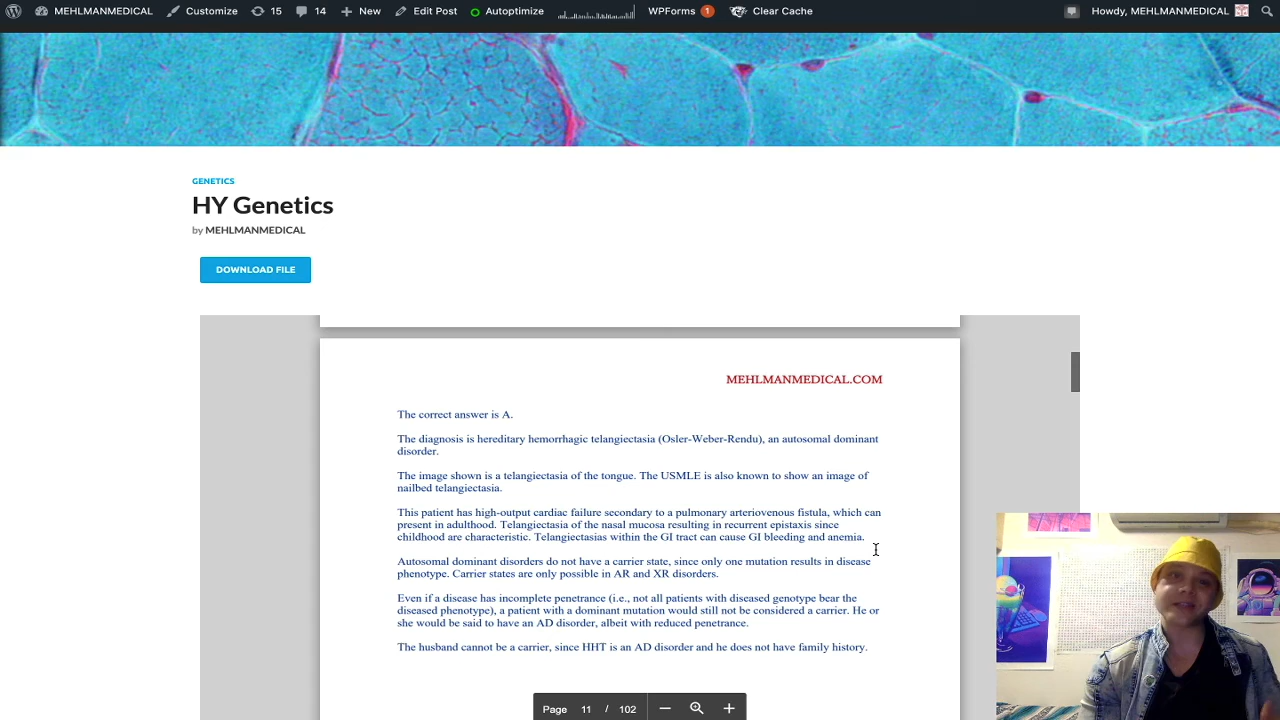 MEHLMANMEDICAL Customize 15 14 New Edit Post Autoptimize WPForms 1 Clear Cache Howdy, MEHLMANMEDICAL
GENETICS
HY Genetics
by MEHLMANMEDICAL
DOWNLOAD FILE
MEHLMANMEDICAL.COM
The correct answer is A.
The diagnosis is hereditary hemorrhagic telangiectasia (Osler-Weber-Rendu), an autosomal dominant
disorder.
The image shown is a telangiectasia of the tongue. The USMLE is also known to show an image of
nailbed telangiectasia.
This patient has high-output cardiac failure secondary to a pulmonary arteriovenous fistula, which can
present in adulthood. Telangiectasia of the nasal mucosa resulting in recurrent epistaxis since
childhood are characteristic. Telangiectasias within the GI tract can cause GI bleeding and anemia.
Autosomal dominant disorders do not have a carrier state, since only one mutation results in disease
phenotype. Carrier states are only possible in AR and XR disorders.
Even if a disease has incomplete penetrance (i.e., not all patients with diseased genotype bear the
diseased phenotype), a patient with a dominant mutation would still not be considered a carrier. He or
she would be said to have an AD disorder, albeit with reduced penetrance.
The husband cannot be a carrier, since HHT is an AD disorder and he does not have family history.
Page 11 / 102